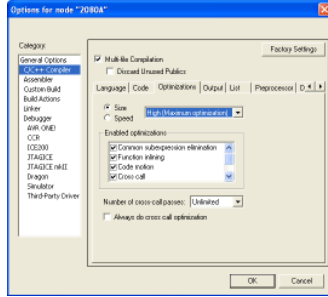 Options for node "2080A"
Category:
General Options
C/C++ Compiler
Assembler
Custom Build
Build Actions
Linker
Debugger
AVR ONE!
CCR
ICE200
JTAGICE
JTAGICE mkII
Dragon
Simulator
Third-Party Driver
Factory Settings
Multi-file Compilation
Discard Unused Publics
Language Code Optimizations Output List Preprocessor D
Size
Speed
High (Maximum optimization)
Enabled optimizations
Common subexpression elimination
Function inlining
Code motion
Cross call
Number of cross-call passes: Unlimited
Always do cross call optimization
OK Cancel